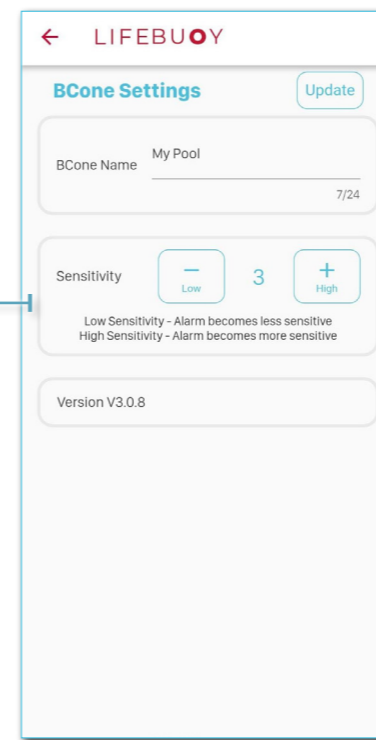 LIFEBUOY
BCone Settings
Update
BCone Name
My Pool
7/24
Sensitivity
−
Low
3
+
High
Low Sensitivity - Alarm becomes less sensitive
High Sensitivity - Alarm becomes more sensitive
Version V3.0.8